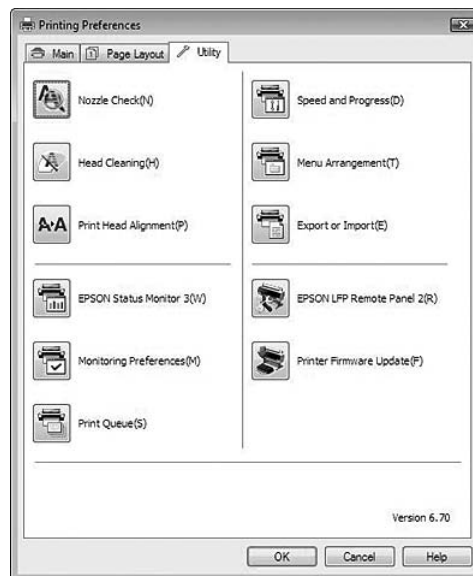 Printing Preferences
Main Page Layout Utility
Nozzle Check(N)
Speed and Progress(D)
Head Cleaning(H)
Menu Arrangement(T)
A▸A
Print Head Alignment(P)
Export or Import(E)
EPSON Status Monitor 3(W)
EPSON LFP Remote Panel 2(R)
Monitoring Preferences(M)
Printer Firmware Update(F)
Print Queue(S)
Version 6.70
OK Cancel Help